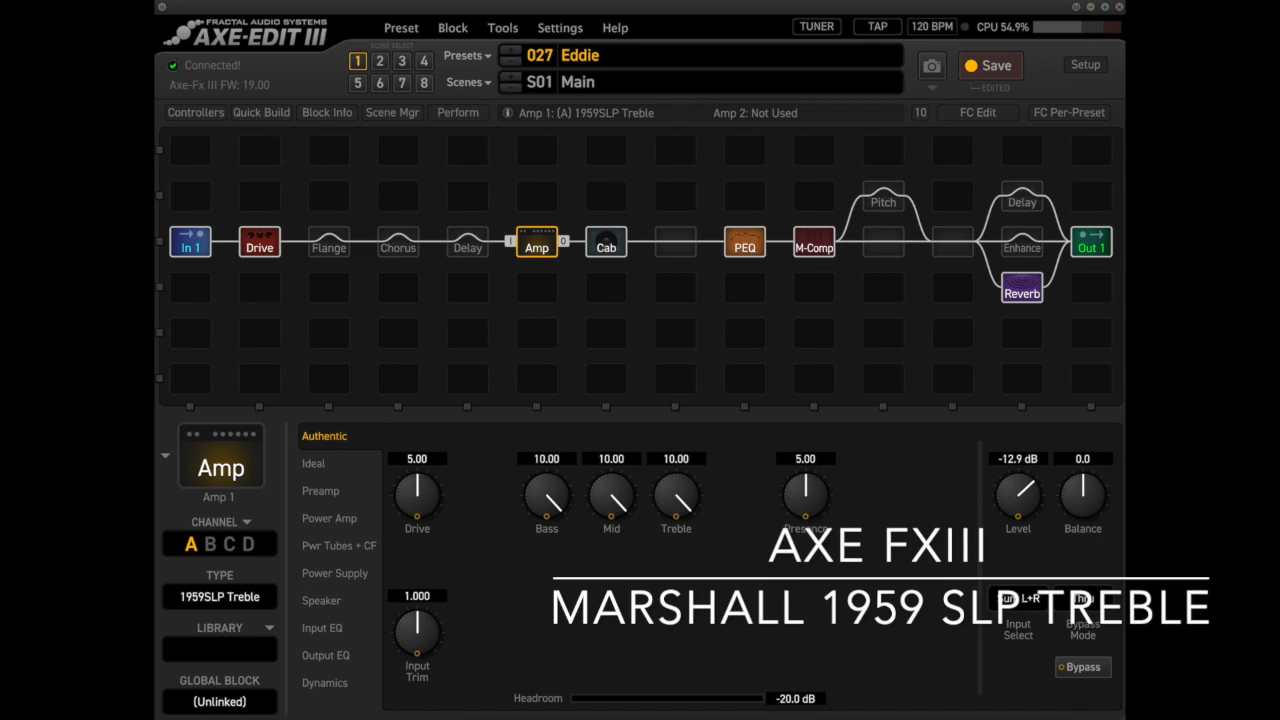 FRACTAL AUDIO SYSTEMS
AXE-EDIT III
Preset Block Tools Settings Help
TUNER TAP 120 BPM CPU 54.9%
Connected!
Axe-Fx III FW: 19.00
SCENE SELECT
1 2 3 4
5 6 7 8
Presets 027 Eddie
Scenes S01 Main
Save
EDITED
Setup
Controllers Quick Build Block Info Scene Mgr Perform Amp 1: (A) 1959SLP Treble Amp 2: Not Used 10 FC Edit FC Per-Preset
Pitch Delay
In 1 Drive Flange Chorus Delay Amp Cab PEQ M-Comp Enhance Out 1
Reverb
Amp
Amp 1
CHANNEL
A B C D
TYPE
1959SLP Treble
LIBRARY
GLOBAL BLOCK
(Unlinked)
Authentic
Ideal
Preamp
Power Amp
Pwr Tubes + CF
Power Supply
Speaker
Input EQ
Output EQ
Dynamics
5.00 10.00 10.00 10.00 5.00 -12.9 dB 0.0
Drive Bass Mid Treble Presence Level Balance
1.000
Input
Trim
Sum L+R Thru
Input
Select
Bypass
Mode
Bypass
Headroom -20.0 dB
AXE FXIII
MARSHALL 1959 SLP TREBLE